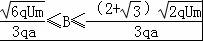 √6qUm/3qa ≤B≤ (2+√3) √2qUm/3qa